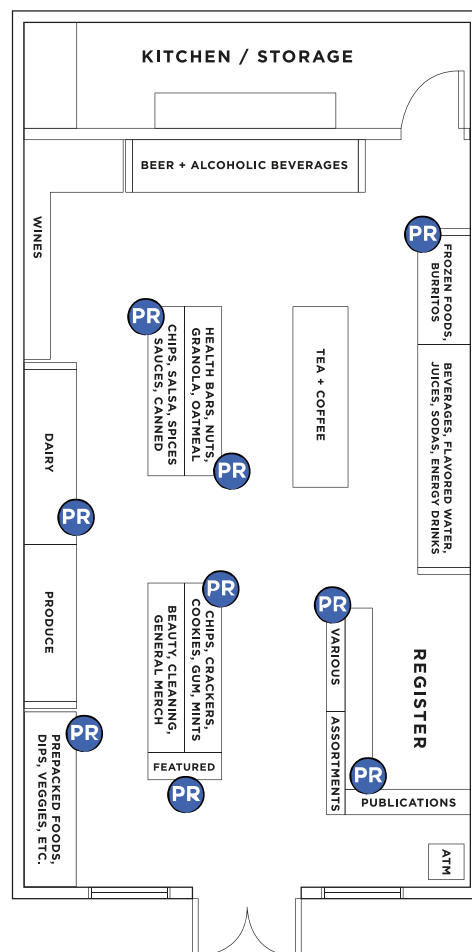 KITCHEN / STORAGE
BEER + ALCOHOLIC BEVERAGES
WINES
PR
FROZEN FOODS,
BURRITOS
PR
CHIPS, SALSA, SPICES
SAUCES, CANNED
HEALTH BARS, NUTS,
GRANOLA, OATMEAL
PR
TEA + COFFEE
BEVERAGES, FLAVORED WATER,
JUICES, SODAS, ENERGY DRINKS
DAIRY
PR
PRODUCE
PR
CHIPS, CRACKERS,
COOKIES, GUM, MINTS
BEAUTY, CLEANING,
GENERAL MERCH
FEATURED
PR
PR
VARIOUS
ASSORTMENTS
REGISTER
PR
PUBLICATIONS
PR
PREPACKED FOODS,
DIPS, VEGGIES, ETC.
ATM